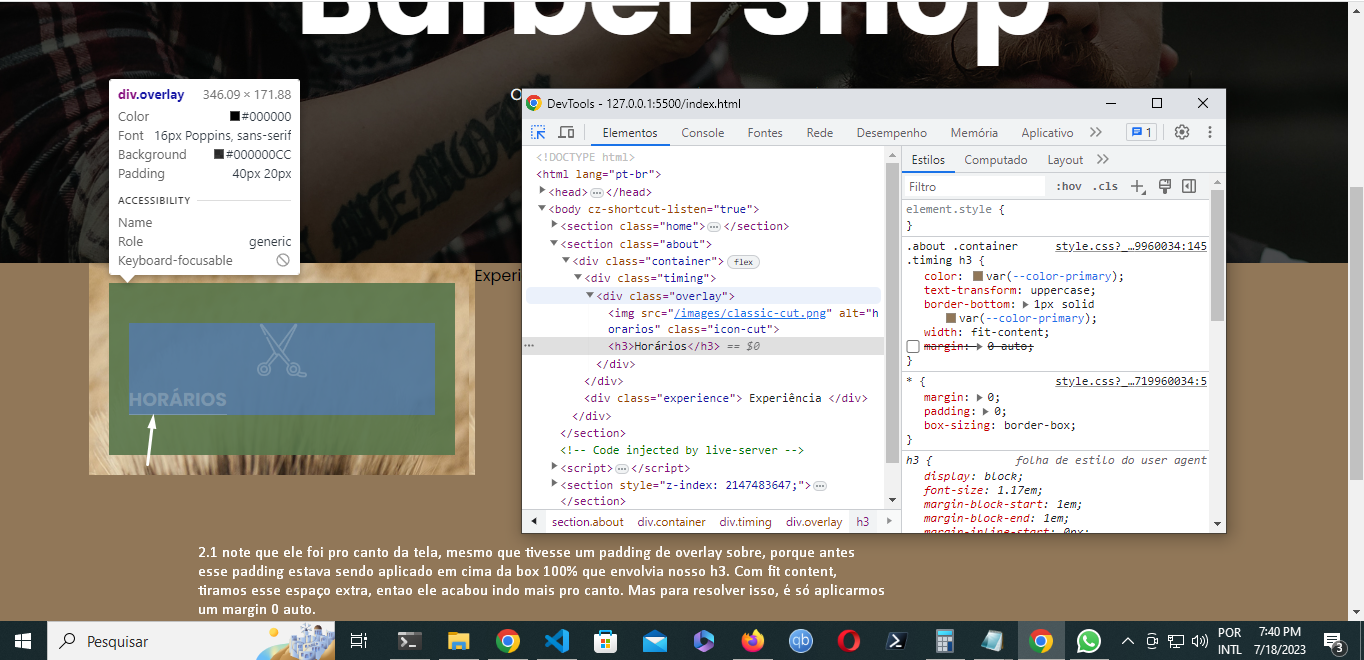 Barber Shop
div.overlay 346.09 × 171.88
Color #000000
Font 16px Poppins, sans-serif
Background #000000CC
Padding 40px 20px
ACCESSIBILITY
Name
Role generic
Keyboard-focusable
Experi
HORÁRIOS
DevTools - 127.0.0.1:5500/index.html
Elementos Console Fontes Rede Desempenho Memória Aplicativo 1
<!DOCTYPE html>
<html lang="pt-br">
<head>…</head>
<body cz-shortcut-listen="true">
<section class="home">…</section>
<section class="about">
<div class="container"> flex
<div class="timing">
<div class="overlay">
<img src="/images/classic-cut.png" alt="h
orarios" class="icon-cut">
<h3>Horários</h3> == $0
</div>
</div>
<div class="experience"> Experiência </div>
</div>
</section>
<!-- Code injected by live-server -->
<script>…</script>
<section style="z-index: 2147483647;">…
</section>
section.about div.container div.timing div.overlay h3
Estilos Computado Layout
Filtro :hov .cls
element.style {
}
.about .container style.css?_…9960034:145
.timing h3 {
color: var(--color-primary);
text-transform: uppercase;
border-bottom: 1px solid
var(--color-primary);
width: fit-content;
margin: 0 auto;
}
* { style.css?_…719960034:5
margin: 0;
padding: 0;
box-sizing: border-box;
}
h3 { folha de estilo do user agent
display: block;
font-size: 1.17em;
margin-block-start: 1em;
margin-block-end: 1em;
margin-inline-start: 0px;
2.1 note que ele foi pro canto da tela, mesmo que tivesse um padding de overlay sobre, porque antes
esse padding estava sendo aplicado em cima da box 100% que envolvia nosso h3. Com fit content,
tiramos esse espaço extra, entao ele acabou indo mais pro canto. Mas para resolver isso, é só aplicarmos
um margin 0 auto.
Pesquisar
POR
INTL
7:40 PM
7/18/2023
3